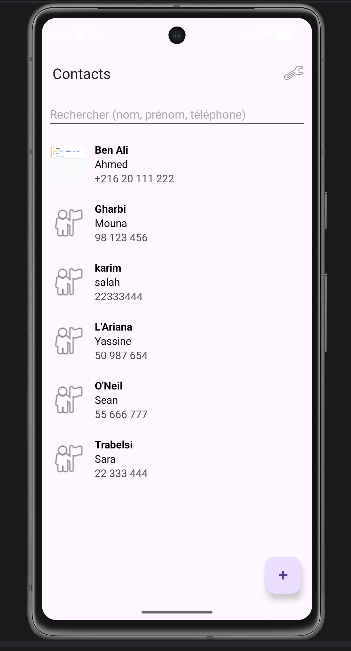 Contacts
Rechercher (nom, prénom, téléphone)
Ben Ali
Ahmed
+216 20 111 222
Gharbi
Mouna
98 123 456
karim
salah
22333444
L'Ariana
Yassine
50 987 654
O'Neil
Sean
55 666 777
Trabelsi
Sara
22 333 444
+